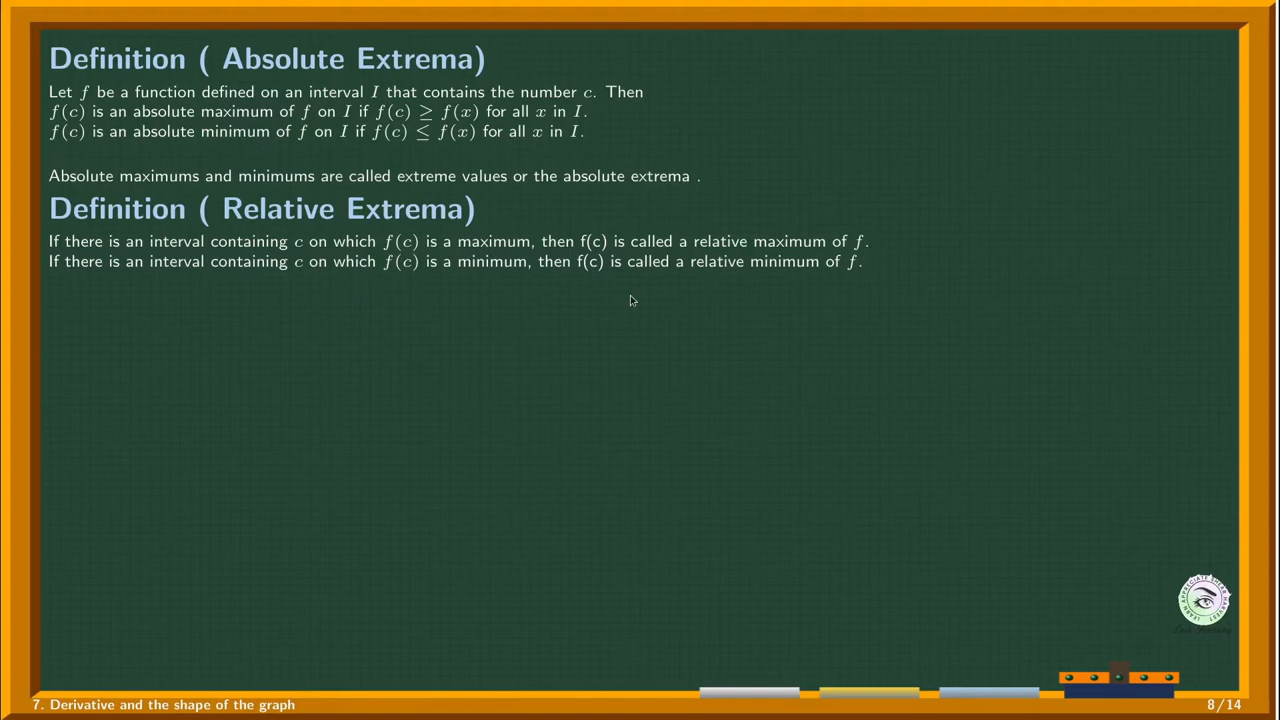 Definition ( Absolute Extrema)
Let f be a function defined on an interval I that contains the number c. Then
f(c) is an absolute maximum of f on I if f(c) ≥ f(x) for all x in I.
f(c) is an absolute minimum of f on I if f(c) ≤ f(x) for all x in I.
Absolute maximums and minimums are called extreme values or the absolute extrema .
Definition ( Relative Extrema)
If there is an interval containing c on which f(c) is a maximum, then f(c) is called a relative maximum of f.
If there is an interval containing c on which f(c) is a minimum, then f(c) is called a relative minimum of f.
LEARN APPRECIATE SHARE HARVEST
7. Derivative and the shape of the graph
8/14